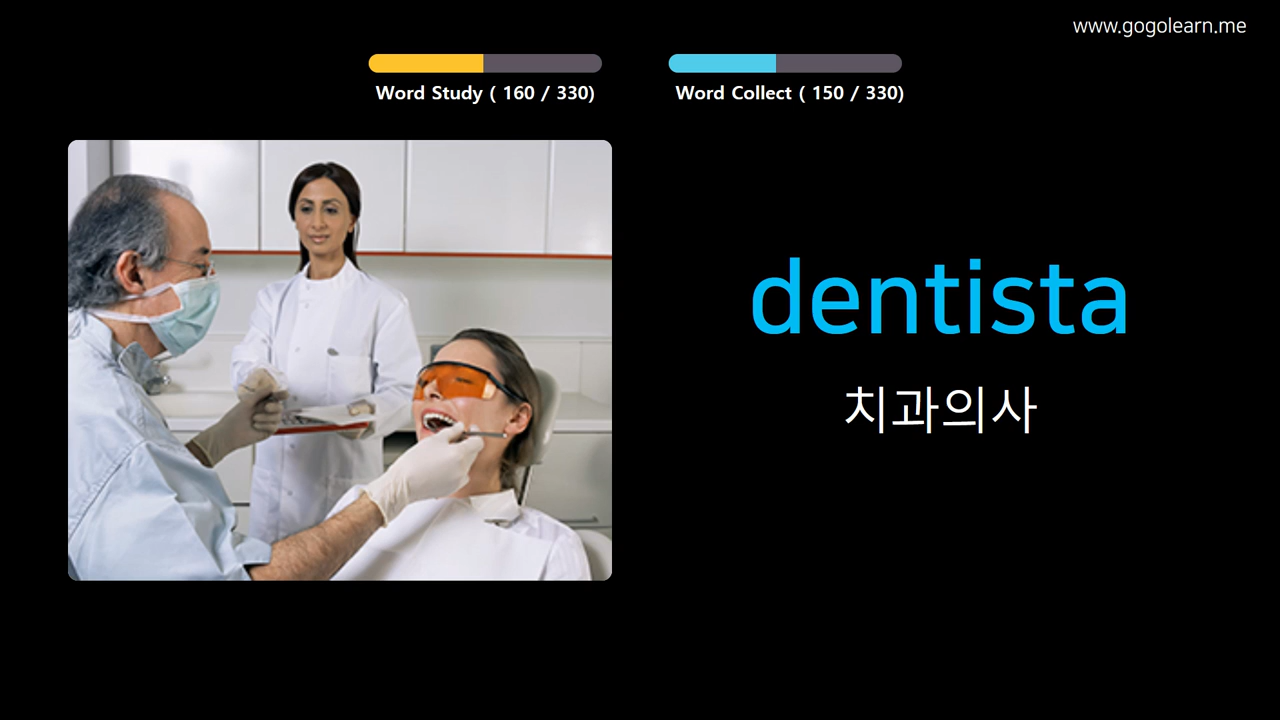 www.gogolearn.me
Word Study ( 160 / 330)
Word Collect ( 150 / 330)
dentista
치과의사